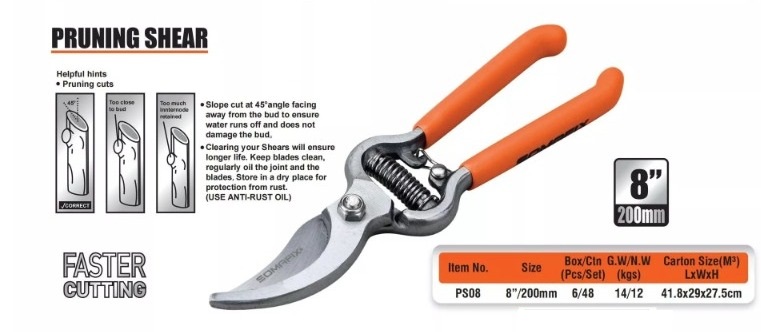 PRUNING SHEAR
Helpful hints
• Pruning cuts
45°
Too close
to bud
Too much
innternode
retained
√CORRECT
• Slope cut at 45°angle facing
away from the bud to ensure
water runs off and does not
damage the bud.
• Clearing your Shears will ensure
longer life. Keep blades clean,
regularly oil the joint and the
blades. Store in a dry place for
protection from rust.
(USE ANTI-RUST OIL)
FASTER
CUTTING
SOMAFIX
SOMAFIX
8”
200mm
Item No. Size Box/Ctn (Pcs/Set) G.W/N.W (kgs) Carton Size(M³) LxWxH
PS08 8”/200mm 6/48 14/12 41.8x29x27.5cm